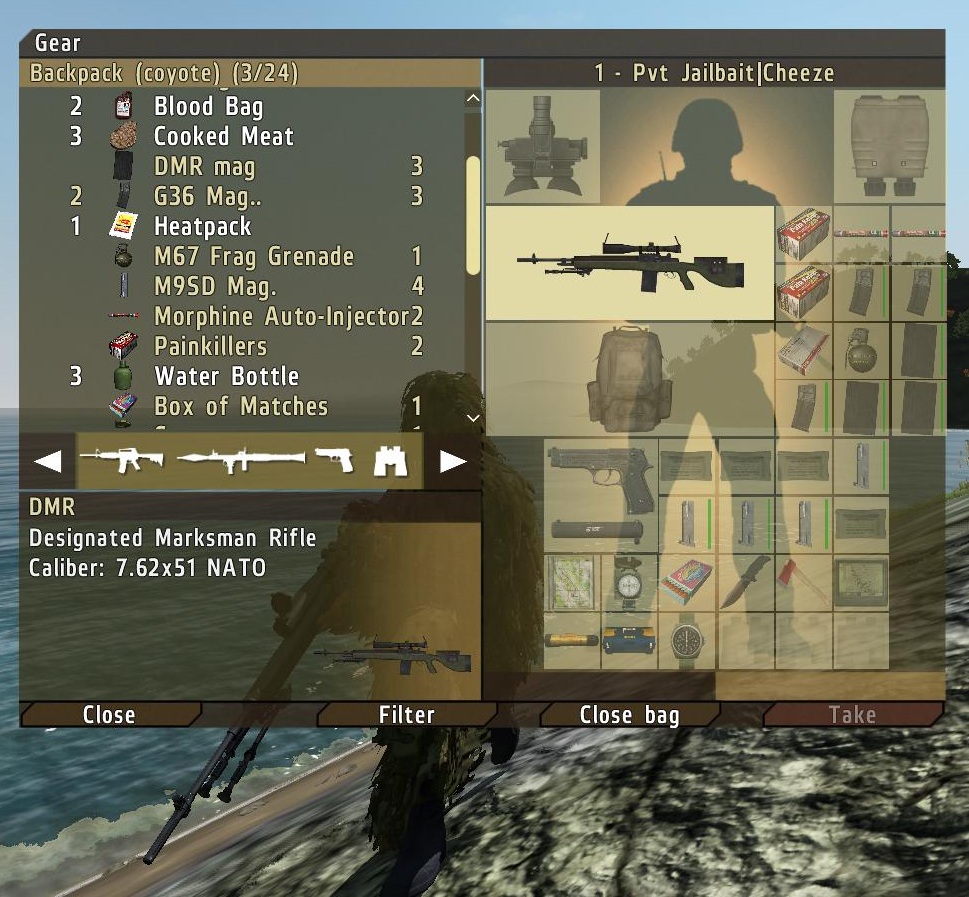 Gear
Backpack (coyote) (3/24)
1 - Pvt Jailbait|Cheeze
2 Blood Bag
3 Cooked Meat
DMR mag 3
2 G36 Mag.. 3
1 Heatpack
M67 Frag Grenade 1
M9SD Mag. 4
Morphine Auto-Injector2
Painkillers 2
3 Water Bottle
Box of Matches 1
DMR
Designated Marksman Rifle
Caliber: 7.62x51 NATO
Close Filter Close bag Take